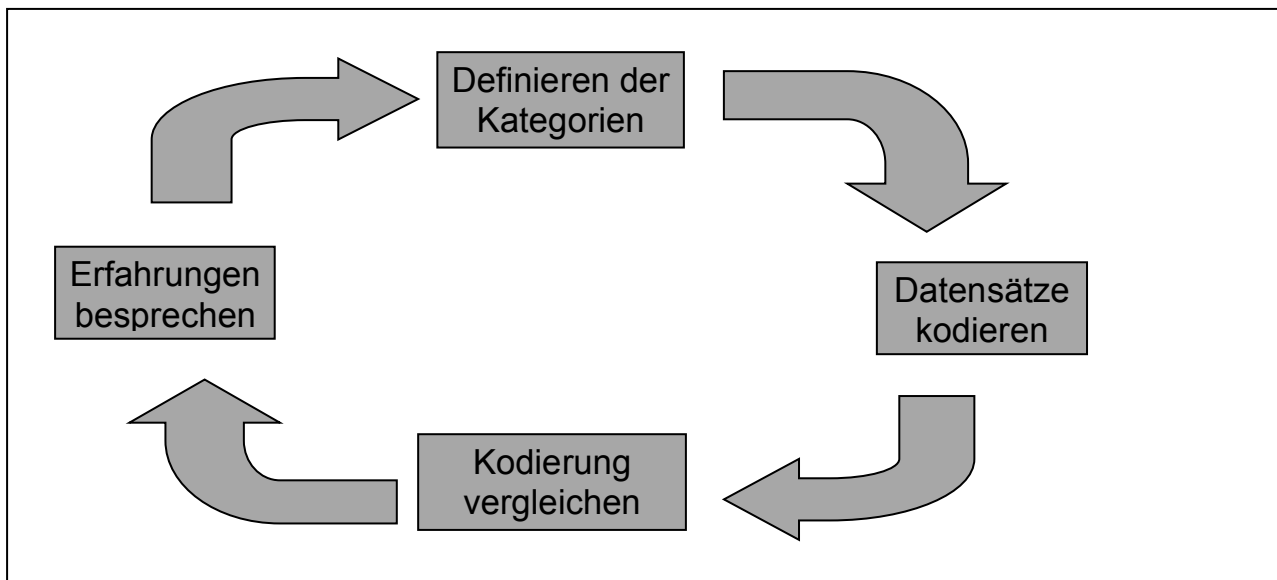 Definieren der
Kategorien
Datensätze
kodieren
Kodierung
vergleichen
Erfahrungen
besprechen